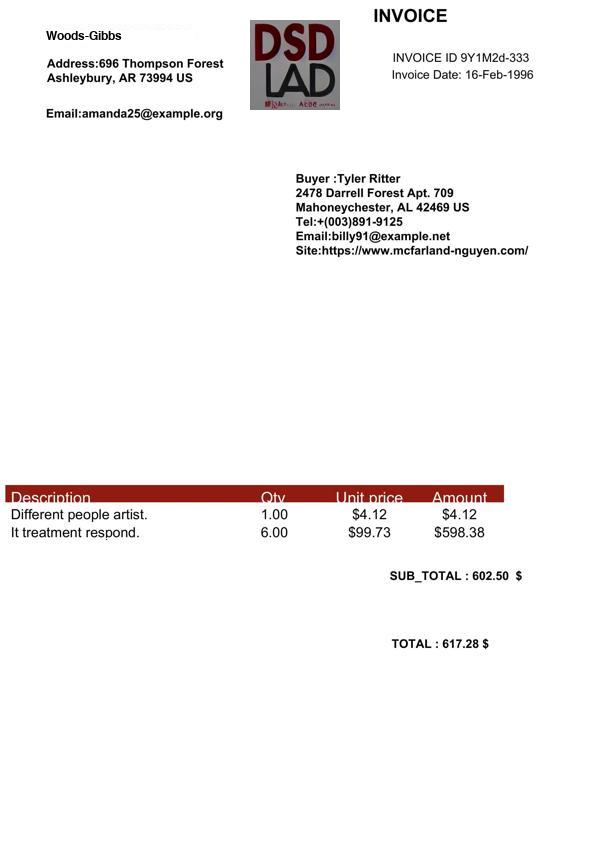 INVOICE
Woods-Gibbs
DSD
LAD
INVOICE ID 9Y1M2d-333
Address:696 Thompson Forest
Ashleybury, AR 73994 US
Invoice Date: 16-Feb-1996
Email:amanda25@example.org
Buyer :Tyler Ritter
2478 Darrell Forest Apt. 709
Mahoneychester, AL 42469 US
Tel:+(003)891-9125
Email:billy91@example.net
Site:https://www.mcfarland-nguyen.com/
Description Qty Unit price Amount
Different people artist. 1.00 $4.12 $4.12
It treatment respond. 6.00 $99.73 $598.38
SUB_TOTAL : 602.50 $
TOTAL : 617.28 $